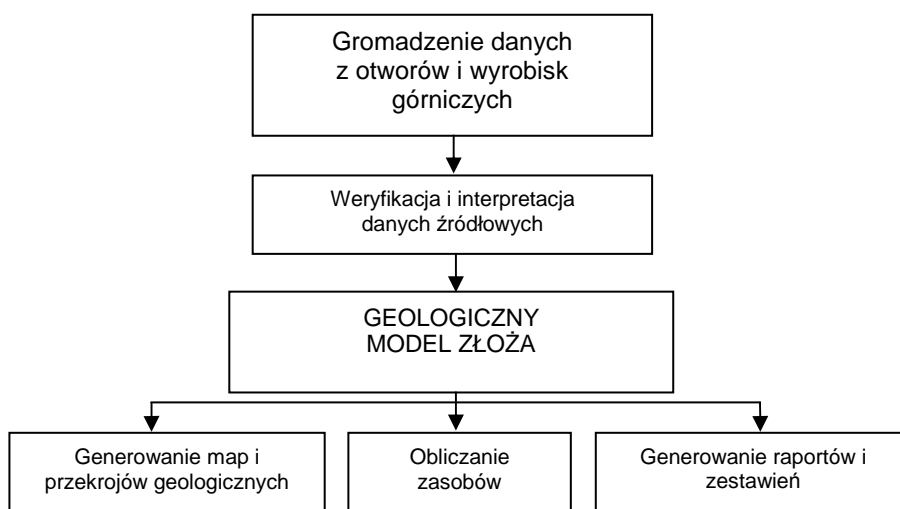 Gromadzenie danych
z otworów i wyrobisk
górniczych
Weryfikacja i interpretacja
danych źródłowych
GEOLOGICZNY
MODEL ZŁOŻA
Generowanie map i
przekrojów geologicznych
Obliczanie
zasobów
Generowanie raportów i
zestawień